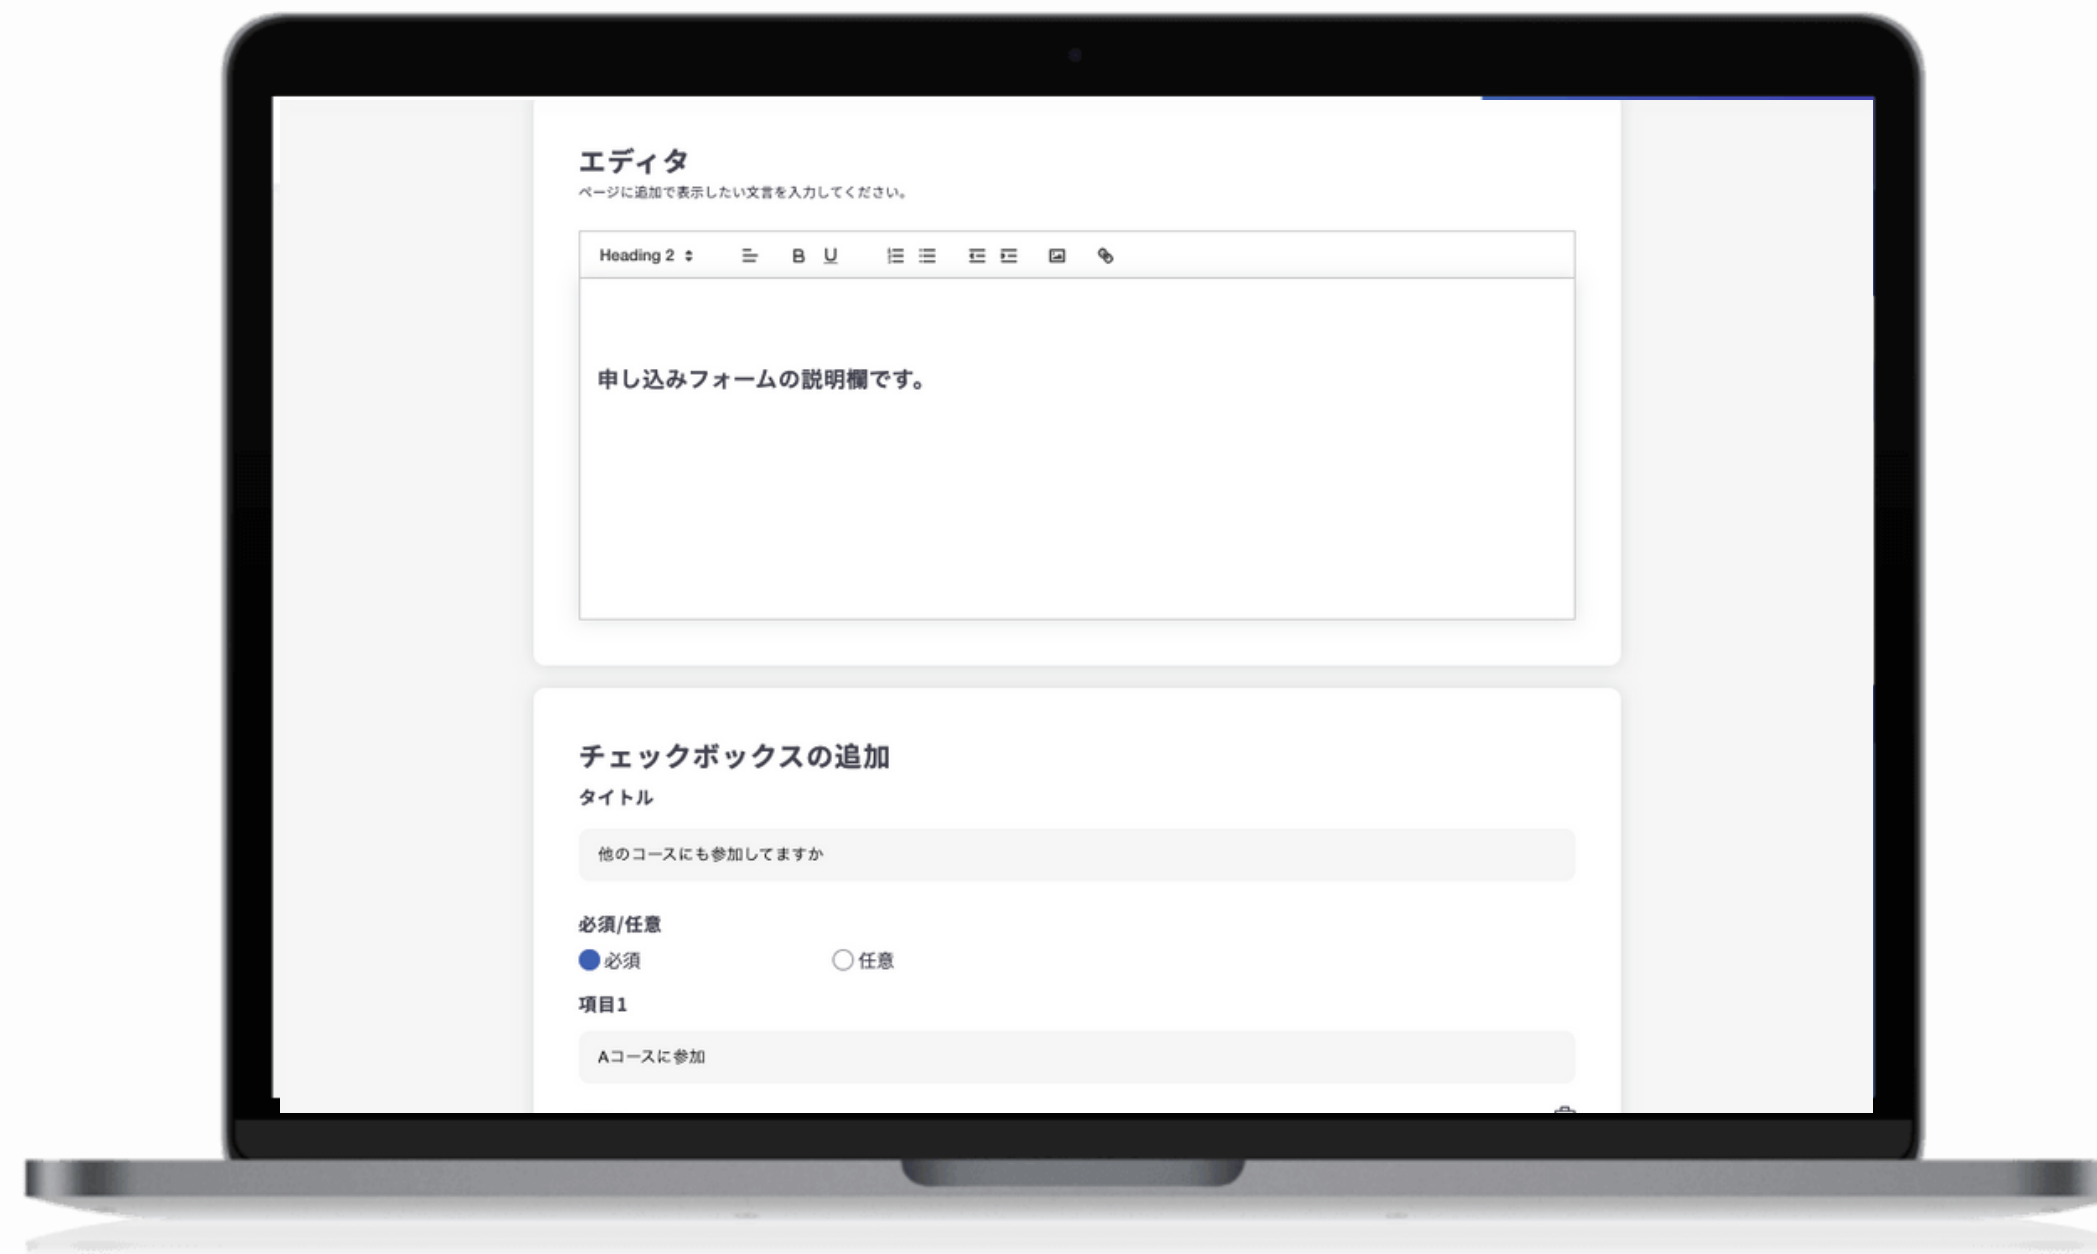 エディタ
ページに追加で表示したい文言を入力してください。
Heading 2
B U
申し込みフォームの説明欄です。
チェックボックスの追加
タイトル
他のコースにも参加してますか
必須/任意
必須 任意
項目1
Aコースに参加